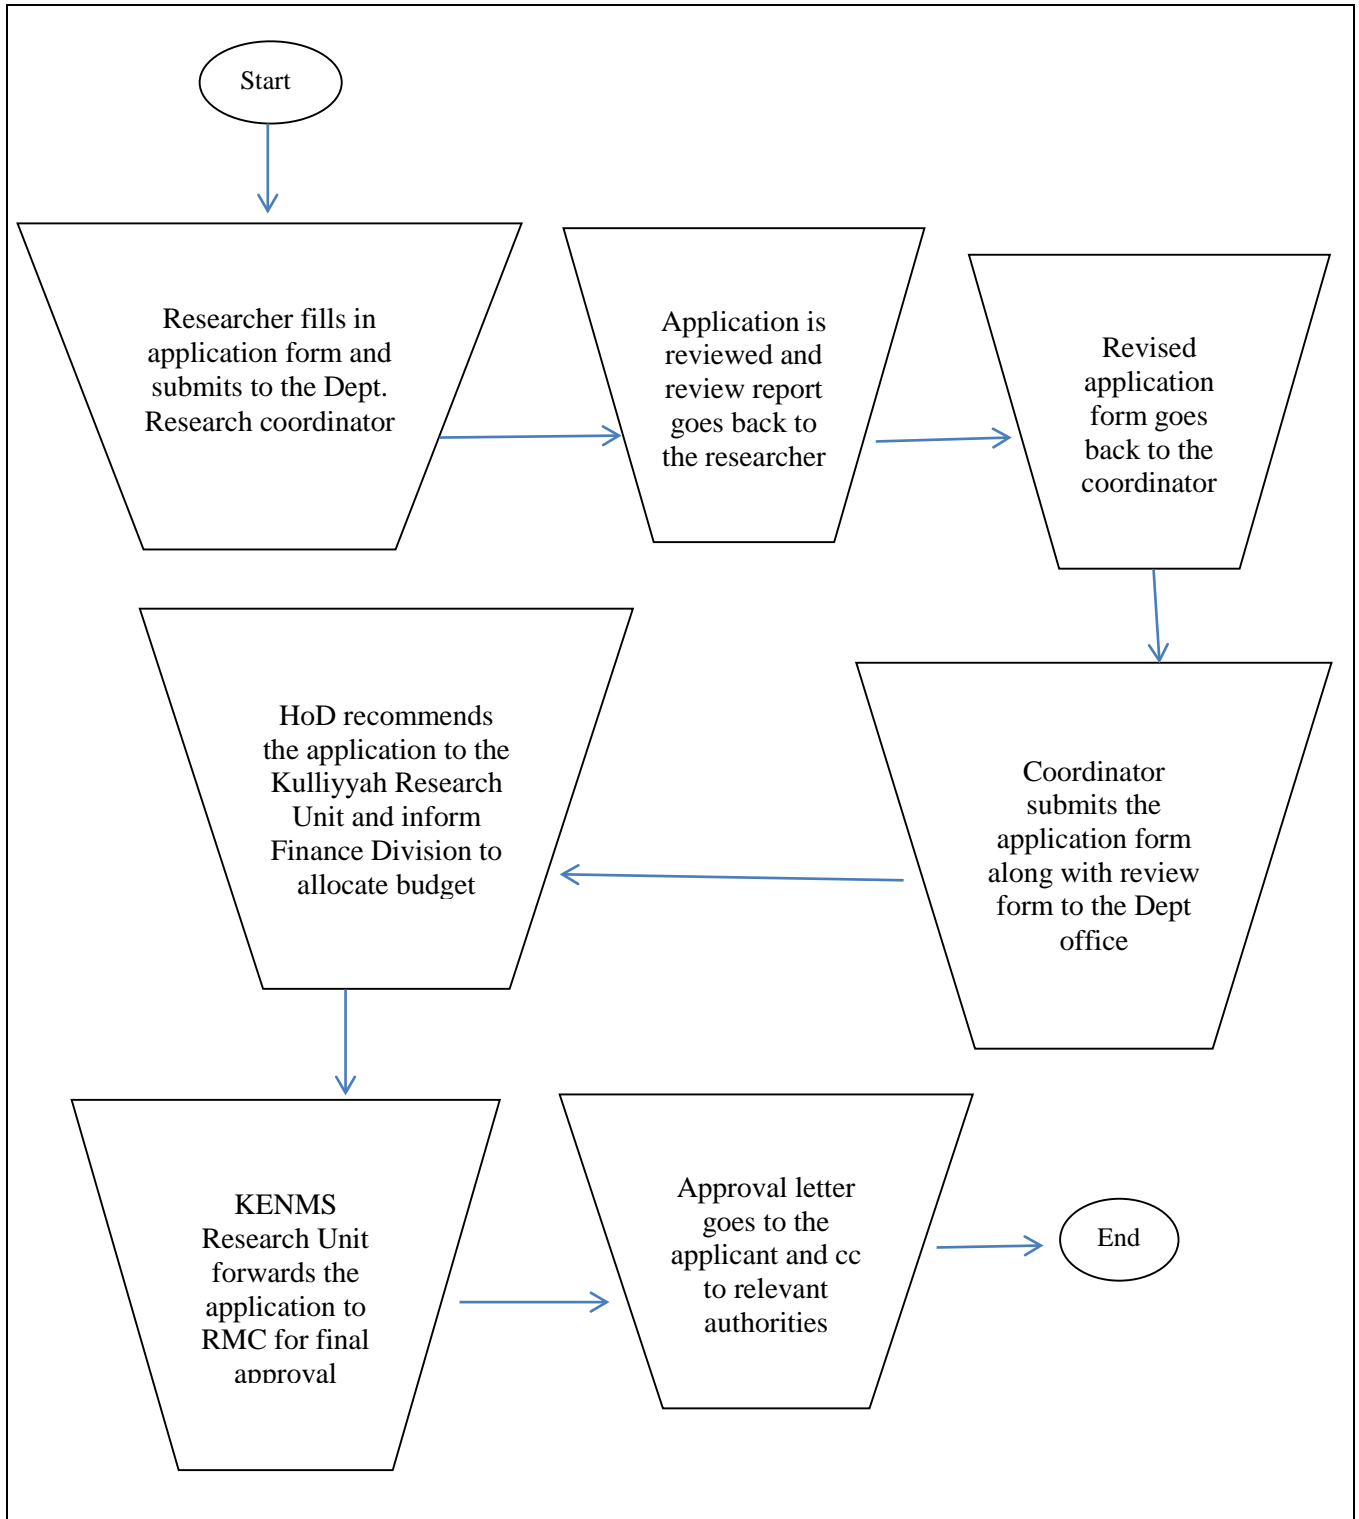 Start
Researcher fills in
application form and
submits to the Dept.
Research coordinator
Application is
reviewed and
review report
goes back to
the researcher
Revised
application
form goes
back to the
coordinator
Coordinator
submits the
application form
along with review
form to the Dept
office
HoD recommends
the application to the
Kulliyyah Research
Unit and inform
Finance Division to
allocate budget
KENMS
Research Unit
forwards the
application to
RMC for final
approval
Approval letter
goes to the
applicant and cc
to relevant
authorities
End